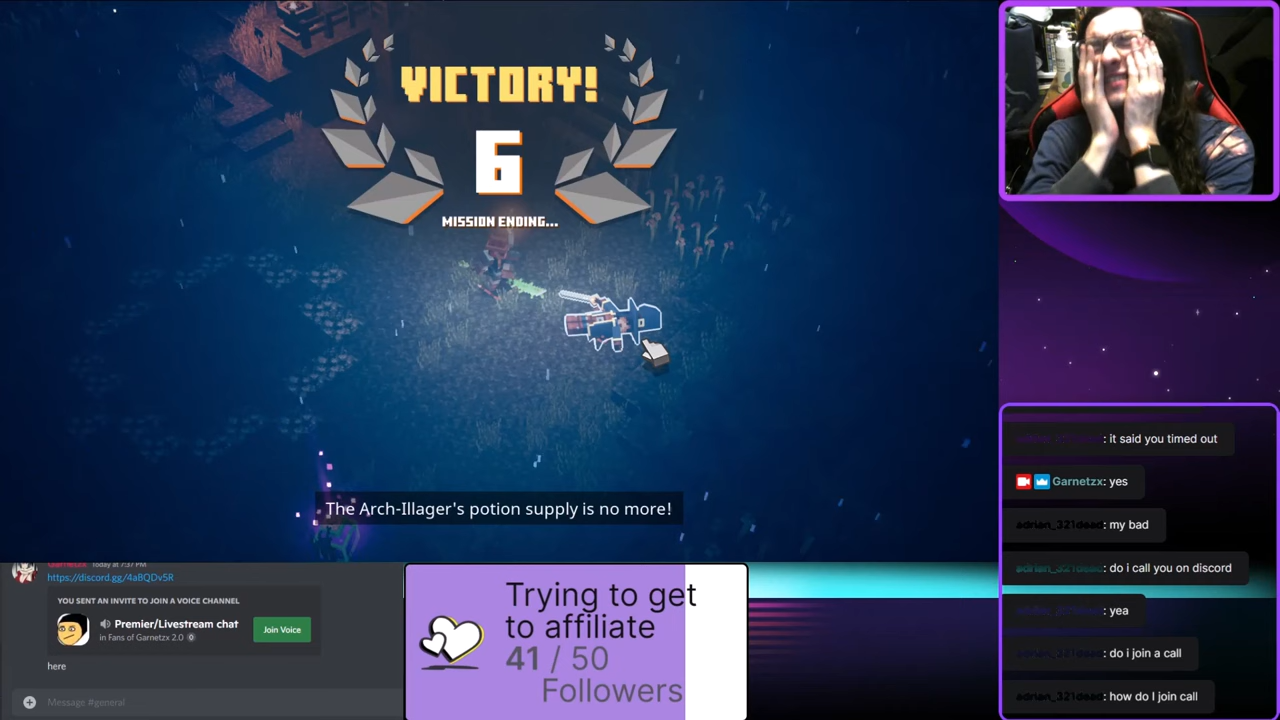 VICTORY!
6
MISSION ENDING...
The Arch-Illager's potion supply is no more!
Today at 7:37 PM
https://discord.gg/4aBQDv5R
YOU SENT AN INVITE TO JOIN A VOICE CHANNEL
Premier/Livestream chat
in Fans of Garnetzx 2.0 0
Join Voice
here
Message #general
Trying to get
to affiliate
41 / 50
Followers
: it said you timed out
Garnetzx: yes
adrian_321dead: my bad
adrian_321dead: do i call you on discord
: yea
adrian_321dead: do i join a call
adrian_321dead: how do I join call